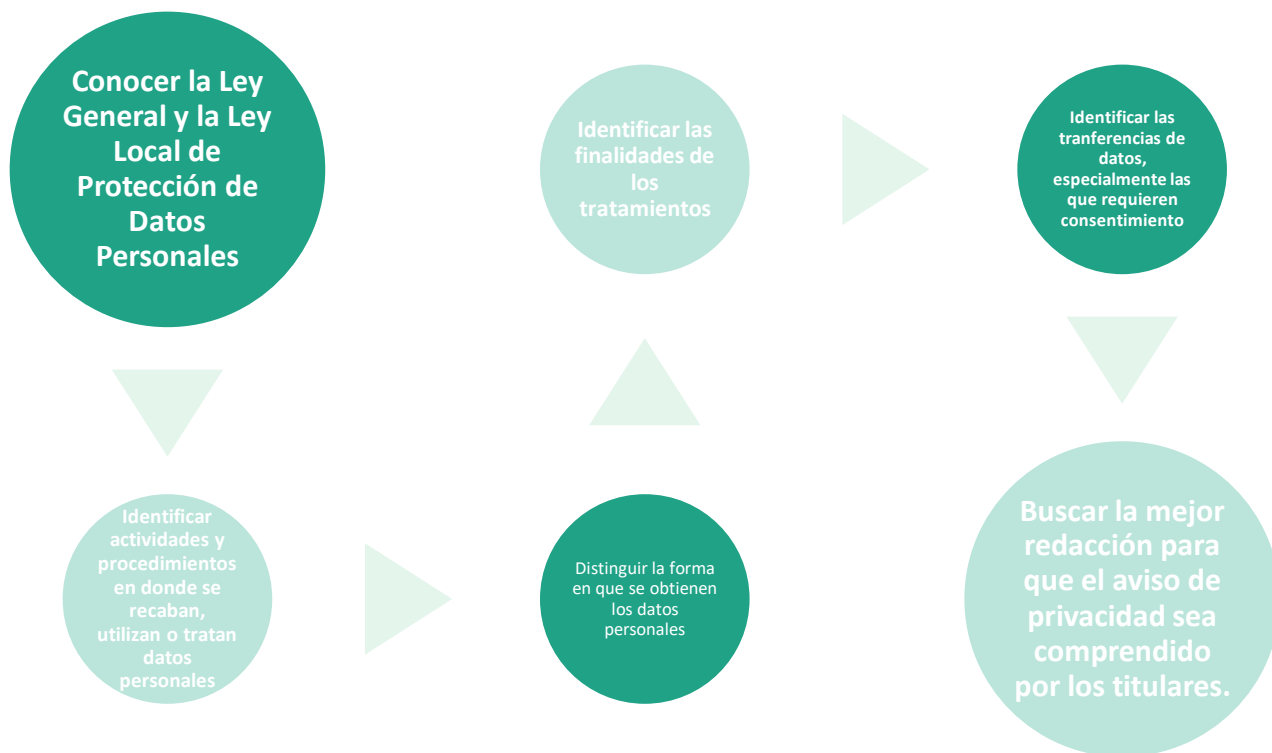 Conocer la Ley
General y la Ley
Local de
Protección de
Datos
Personales
Identificar
actividades y
procedimientos
en donde se
recaban,
utilizan o tratan
datos
personales
Distinguir la forma
en que se obtienen
los datos
personales
Identificar las
finalidades de
los
tratamientos
Identificar las
tranferencias de
datos,
especialmente las
que requieren
consentimiento
Buscar la mejor
redacción para
que el aviso de
privacidad sea
comprendido
por los titulares.